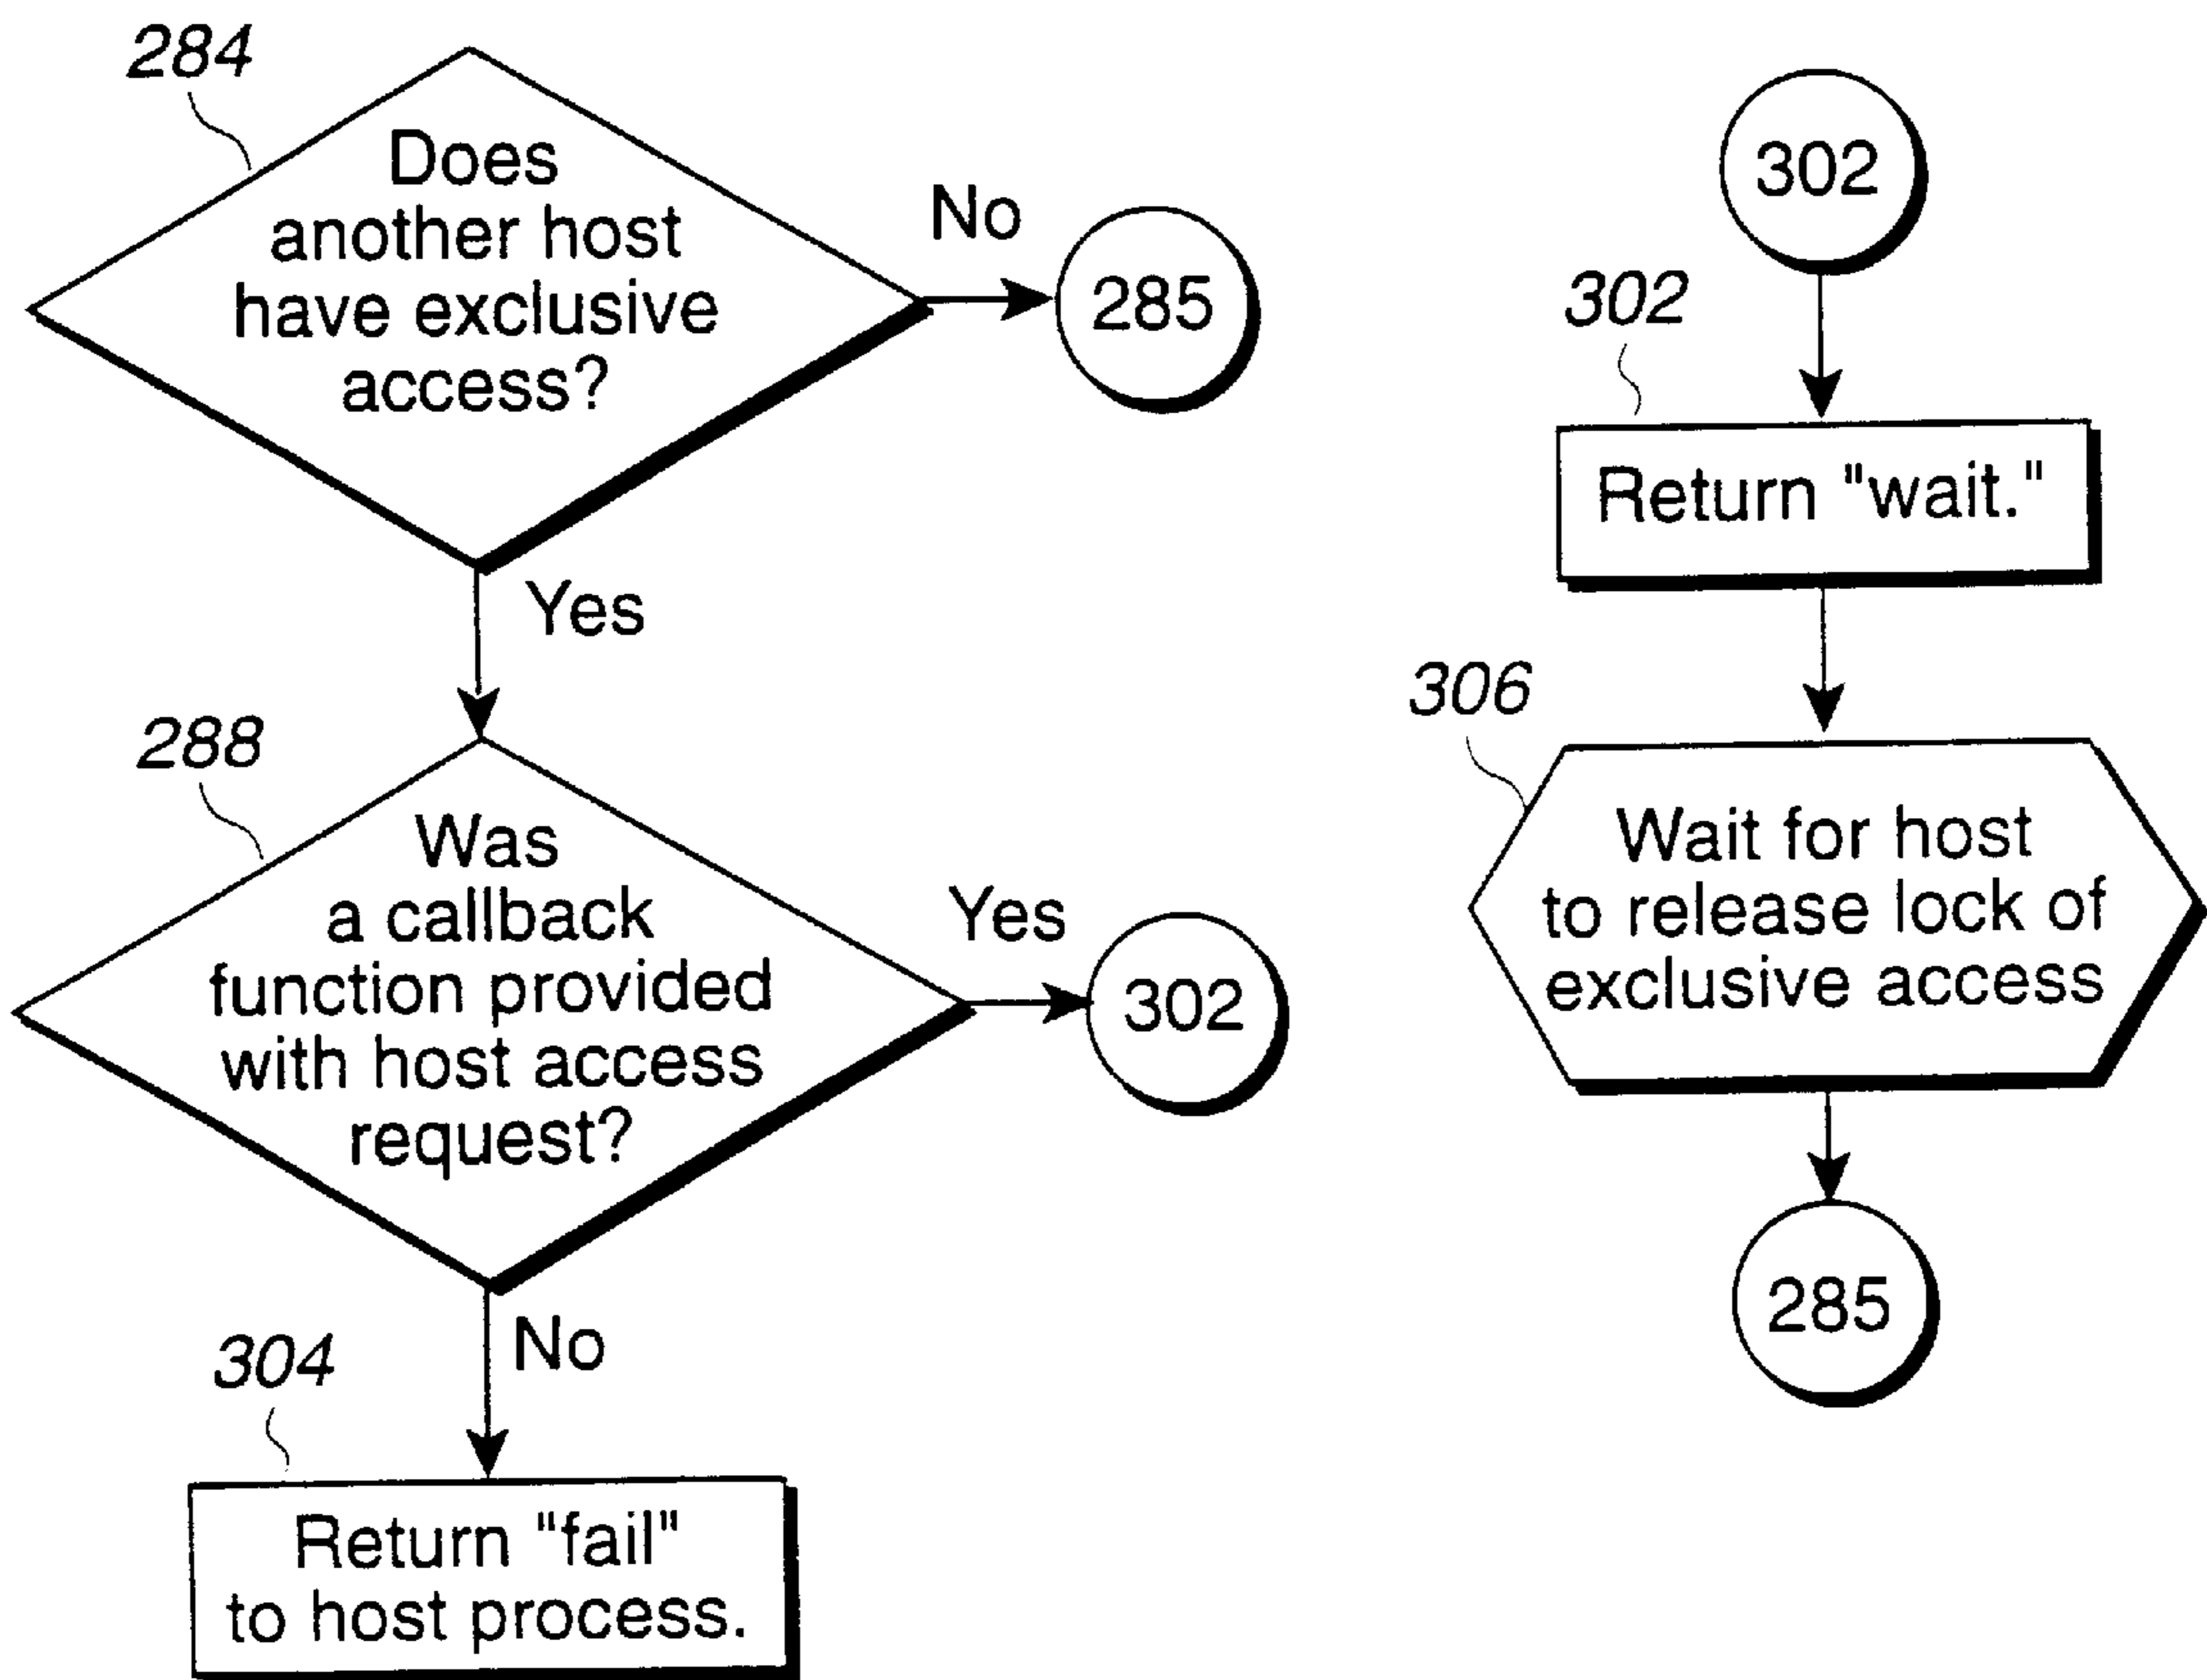 284
Does
another host
have exclusive
access?
No
285
Yes
288
Was
a callback
function provided
with host access
request?
Yes
302
No
304
Return "fail"
to host process.
302
302
Return "wait."
306
Wait for host
to release lock of
exclusive access
285